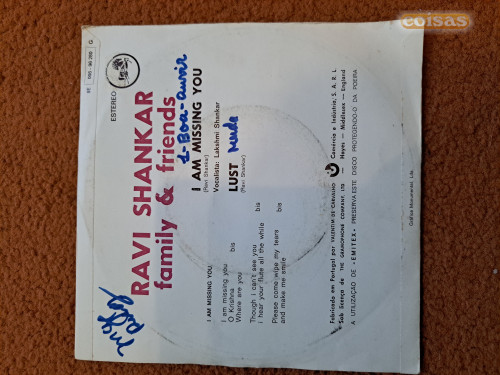 coisas
ESTEREO
RAVI SHANKAR
family & friends
1-Boa-ouvir
I AM MISSING YOU
(Ravi Shankar)
Vocalista: Lakshmi Shankar
LUST
(Ravi Shankar)
I AM MISSING YOU
I am missing you bis
O Krishna
Where are you
Though I can't see you bis
I hear your flute all the while
Please come wipe my tears bis
and make me smile
Fabricado em Portugal por VALENTIM DE CARVALHO Comércio e Indústria, S. A. R. L.
Sob licença de THE GRAMOPHONE COMPANY, LTD — Hayes — Middlesex — England
A UTILIZAÇÃO DE «EMITEX» PRESERVA ESTE DISCO PROTEGENDO-O DA POEIRA
Gráfica Monumental, Lda.